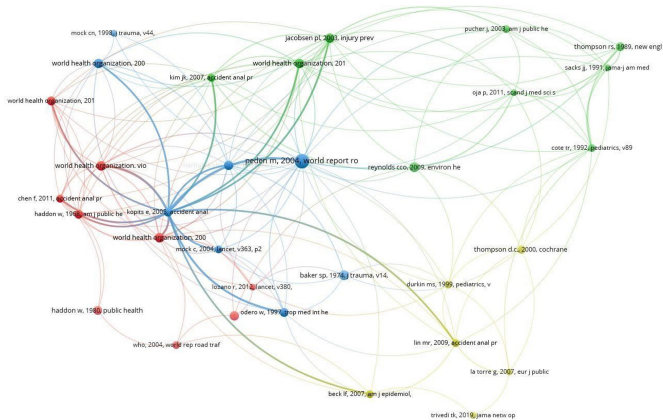 mock cn, 1998, j trauma, v44,
pucher j, 2003, am j public he
jacobsen pl, 2003, injury prev
thompson rs, 1989, new engl
world health organization, 200
world health organization, 201
sacks jj, 1991, jama-j am med
kim jk, 2007, accident anal pr
oja p, 2011, scand j med sci s
world health organization, 201
cote tr, 1992, pediatrics, v89
peden m, 2004, world report ro
world health organization. vio
reynolds cco, 2009, environ he
chen f, 2011, accident anal pr
haddon w, 1968, am j public he
kopits e, 2005, accident anal
world health organization, 200
mock c, 2004, lancet, v363, p2
thompson d.c., 2000, cochrane
baker sp, 1974, j trauma, v14,
lozano r, 2012, lancet, v380,
durkin ms, 1999, pediatrics, v
haddon w, 1980, public health
odero w, 1997, trop med int he
who, 2004, world rep road traf
lin mr, 2009, accident anal pr
la torre g, 2007, eur j public
beck lf, 2007, am j epidemiol,
trivedi tk, 2019, jama netw op